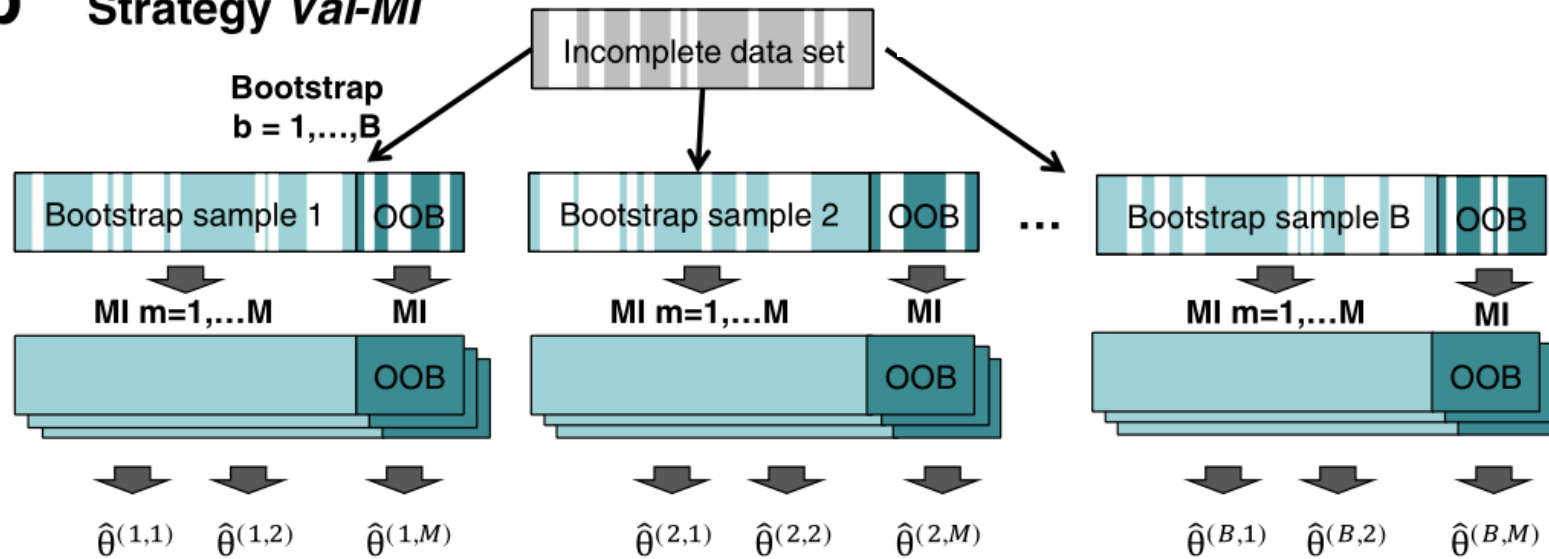 b Strategy Val-MI
Incomplete data set
Bootstrap
b = 1,...,B
Bootstrap sample 1 OOB
Bootstrap sample 2 OOB
...
Bootstrap sample B OOB
MI m=1,...M MI
MI m=1,...M MI
MI m=1,...M MI
OOB
OOB
OOB
θ̂^(1,1) θ̂^(1,2) θ̂^(1,M)
θ̂^(2,1) θ̂^(2,2) θ̂^(2,M)
θ̂^(B,1) θ̂^(B,2) θ̂^(B,M)